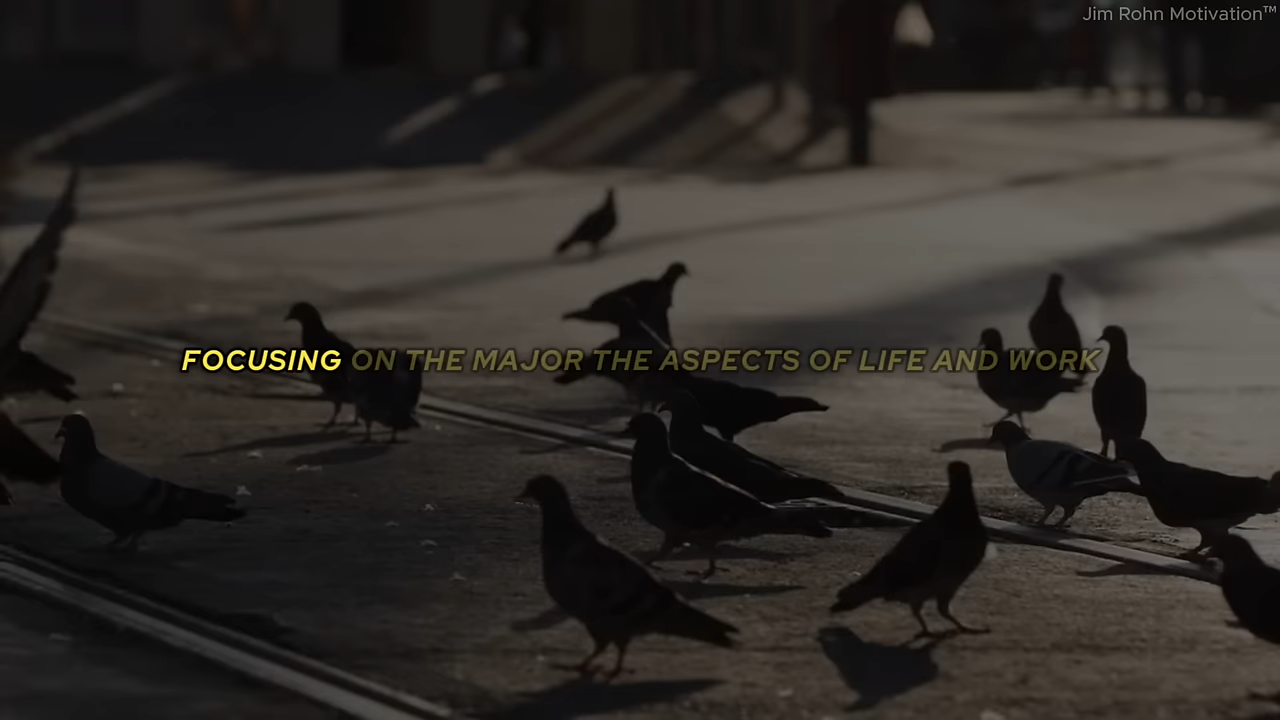 Jim Rohn Motivation™
FOCUSING ON THE MAJOR THE ASPECTS OF LIFE AND WORK